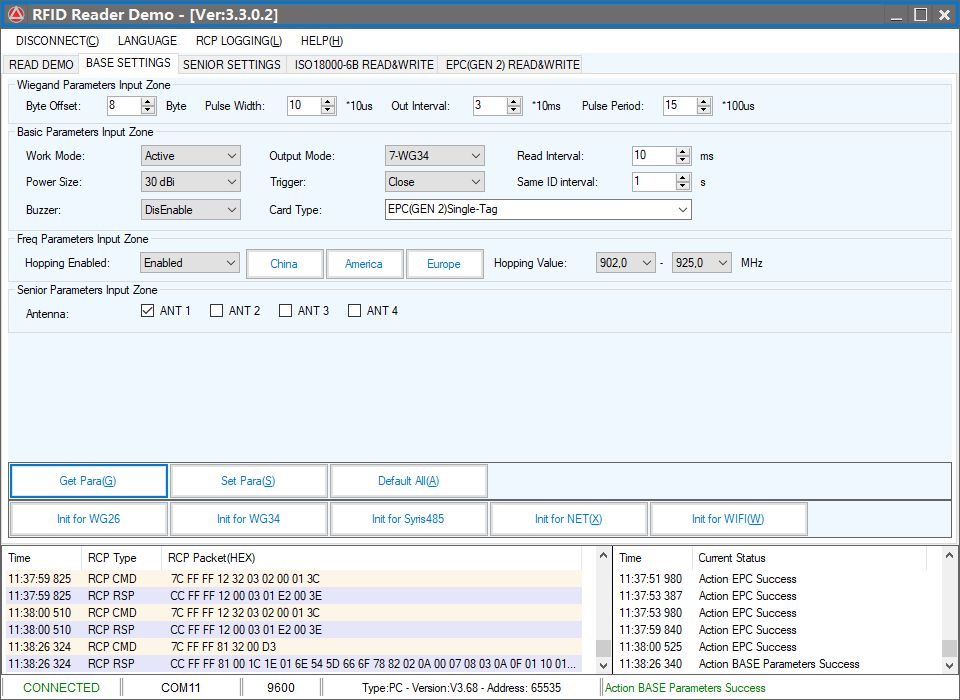 RFID Reader Demo - [Ver:3.3.0.2]
DISCONNECT(C) LANGUAGE RCP LOGGING(L) HELP(H)
READ DEMO BASE SETTINGS SENIOR SETTINGS ISO18000-6B READ&WRITE EPC(GEN 2) READ&WRITE
Wiegand Parameters Input Zone
Byte Offset: 8 Byte Pulse Width: 10 *10us Out Interval: 3 *10ms Pulse Period: 15 *100us
Basic Parameters Input Zone
Work Mode: Active Output Mode: 7-WG34 Read Interval: 10 ms
Power Size: 30 dBi Trigger: Close Same ID interval: 1 s
Buzzer: DisEnable Card Type: EPC(GEN 2)Single-Tag
Freq Parameters Input Zone
Hopping Enabled: Enabled China America Europe Hopping Value: 902,0 - 925,0 MHz
Senior Parameters Input Zone
Antenna: ANT 1 ANT 2 ANT 3 ANT 4
Get Para(G) Set Para(S) Default All(A)
Init for WG26 Init for WG34 Init for Syris485 Init for NET(X) Init for WIFI(W)
Time RCP Type RCP Packet(HEX) Time Current Status
11:37:59 825 RCP CMD 7C FF FF 12 32 03 02 00 01 3C 11:37:51 980 Action EPC Success
11:37:59 825 RCP RSP CC FF FF 12 00 03 01 E2 00 3E 11:37:53 387 Action EPC Success
11:38:00 510 RCP CMD 7C FF FF 12 32 03 02 00 01 3C 11:37:53 980 Action EPC Success
11:38:00 510 RCP RSP CC FF FF 12 00 03 01 E2 00 3E 11:37:59 840 Action EPC Success
11:38:26 324 RCP CMD 7C FF FF 81 32 00 D3 11:38:00 525 Action EPC Success
11:38:26 324 RCP RSP CC FF FF 81 00 1C 1E 01 6E 54 5D 66 6F 78 82 02 0A 00 07 08 03 0A 0F 01 10 01... 11:38:26 340 Action BASE Parameters Success
CONNECTED COM11 9600 Type:PC - Version:V3.68 - Address: 65535 Action BASE Parameters Success